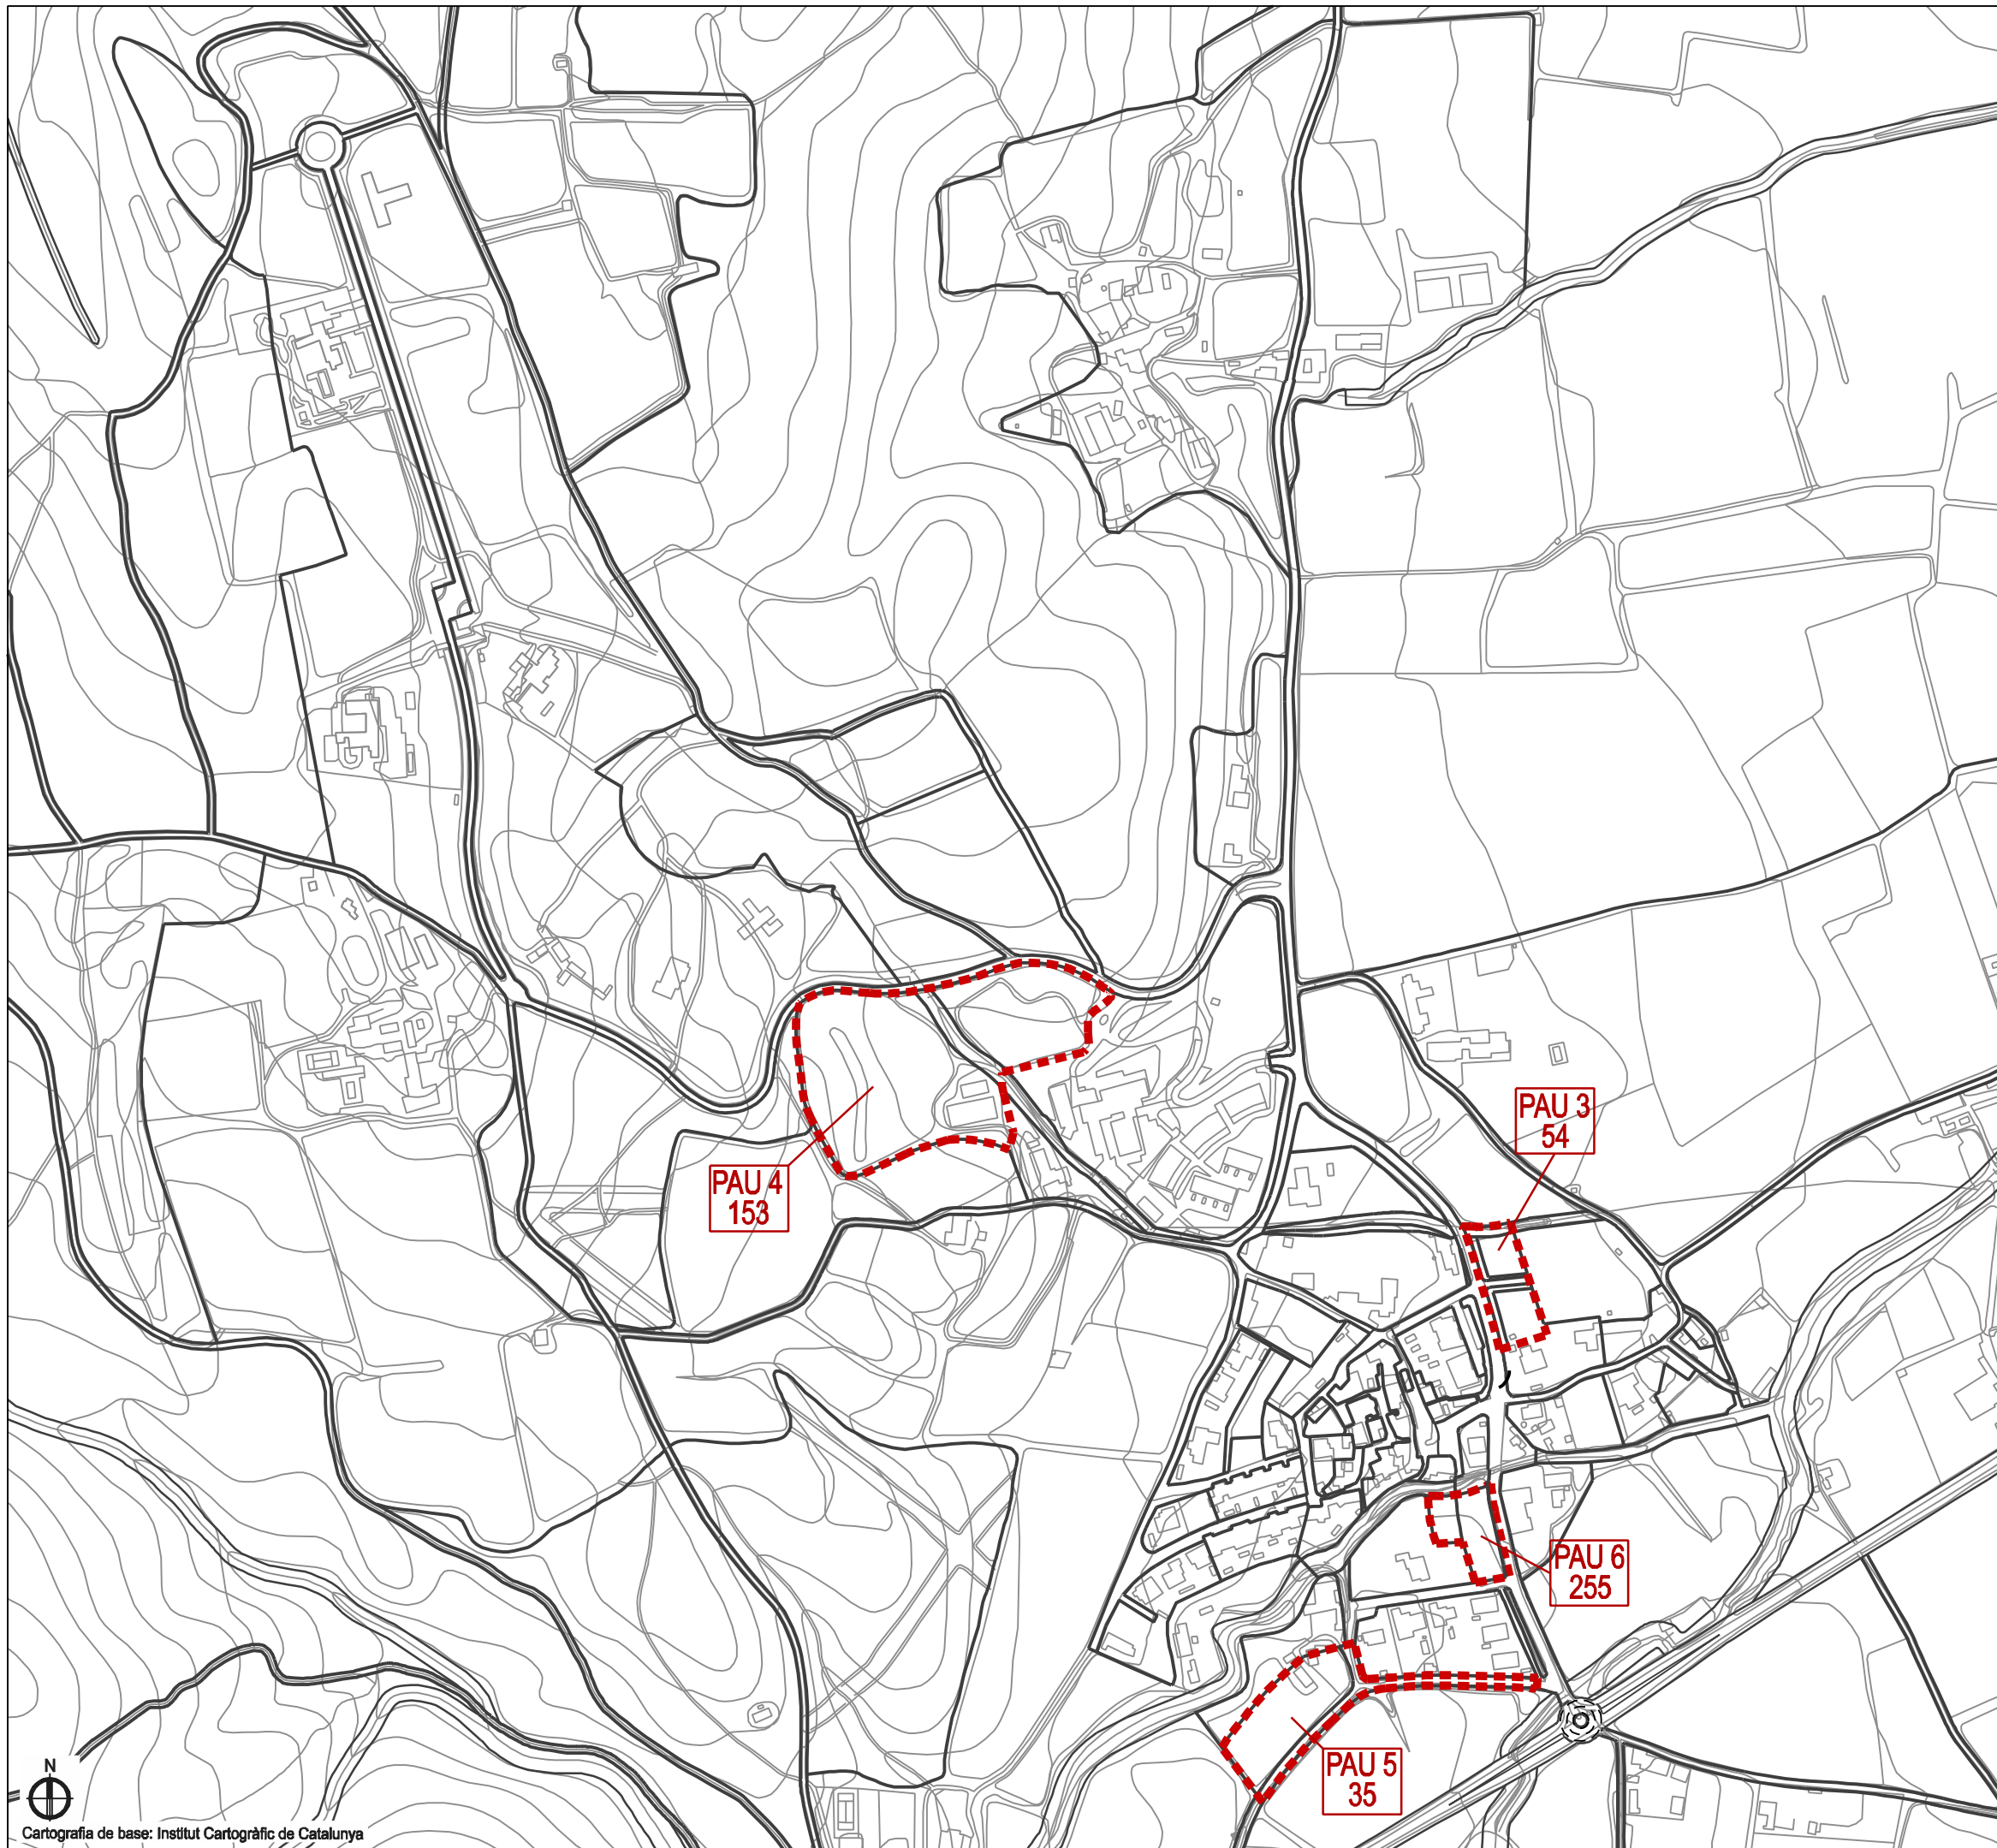 PAU 3
54
PAU 4
153
PAU 6
255
PAU 5
35
N
Cartografia de base: Institut Cartogràfic de Catalunya